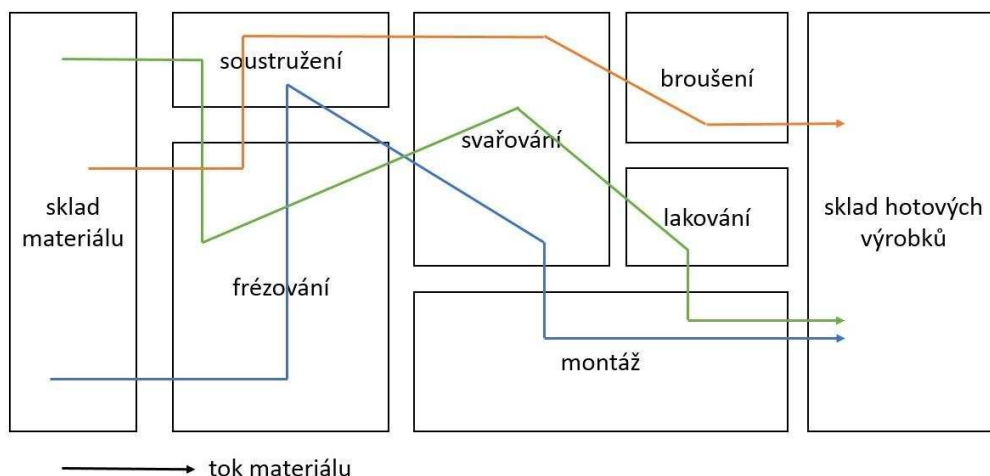 soustružení
broušení
svařování
sklad
materiálu
lakování
sklad hotových
výrobků
frézování
montáž
tok materiálu